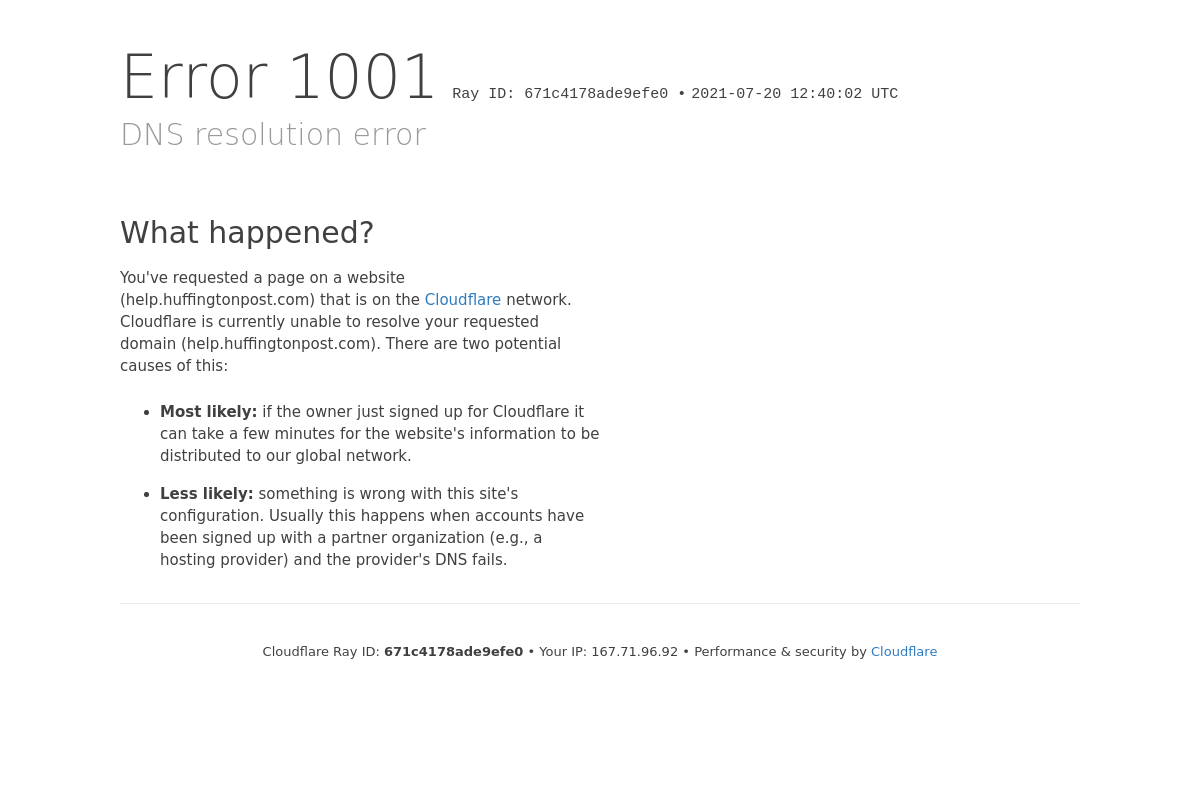 Error 1001 Ray ID: 671c4178ade9efe0 • 2021-07-20 12:40:02 UTC
DNS resolution error
What happened?
You've requested a page on a website
(help.huffingtonpost.com) that is on the Cloudflare network.
Cloudflare is currently unable to resolve your requested
domain (help.huffingtonpost.com). There are two potential
causes of this:
• Most likely: if the owner just signed up for Cloudflare it
can take a few minutes for the website's information to be
distributed to our global network.
• Less likely: something is wrong with this site's
configuration. Usually this happens when accounts have
been signed up with a partner organization (e.g., a
hosting provider) and the provider's DNS fails.
Cloudflare Ray ID: 671c4178ade9efe0 • Your IP: 167.71.96.92 • Performance & security by Cloudflare